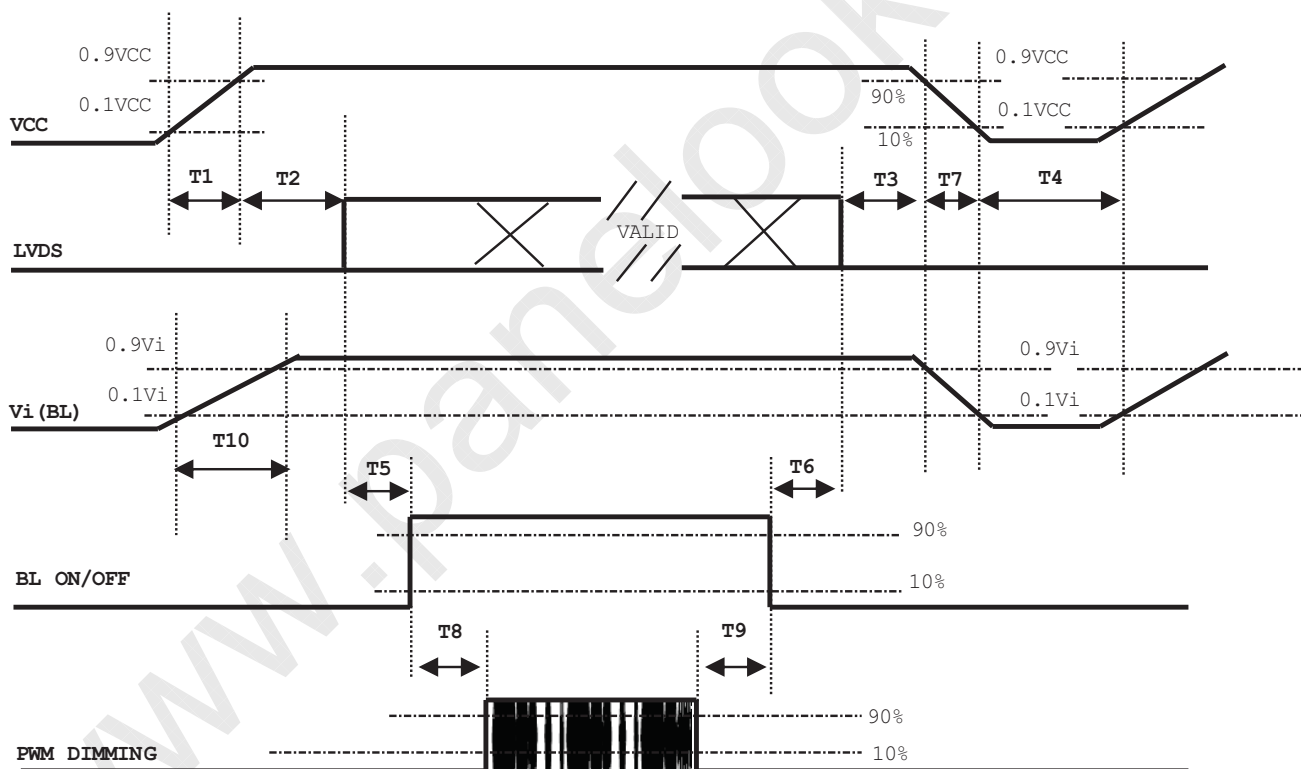 0.9VCC
0.9VCC
90%
0.1VCC
0.1VCC
VCC
10%
T1
T2
T3
T7
T4
VALID
LVDS
0.9Vi
0.9Vi
0.1Vi
0.1Vi
Vi(BL)
T10
T5
T6
90%
BL ON/OFF
10%
T8
T9
90%
PWM DIMMING
10%
www.panelook